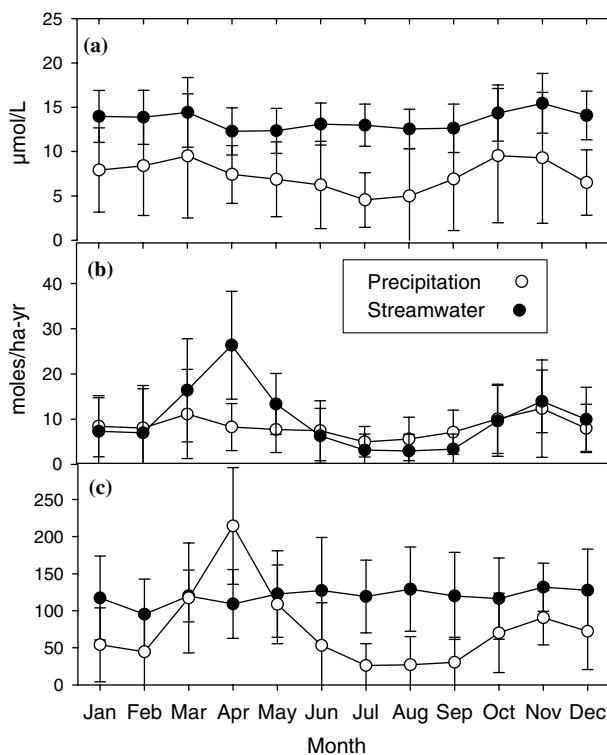 25
20
15
10
5
0
µmol/L
(a)
40
30
20
10
0
moles/ha-yr
(b)
Precipitation
Streamwater
250
200
150
100
50
0
(c)
Jan Feb Mar Apr May Jun Jul Aug Sep Oct Nov Dec
Month